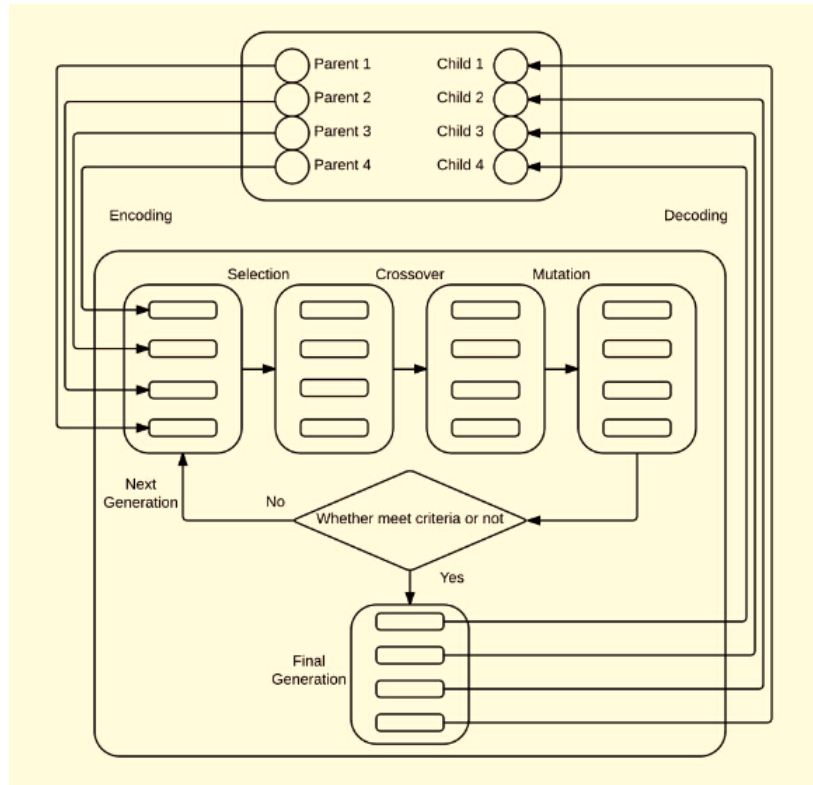 Parent 1
Child 1
Parent 2
Child 2
Parent 3
Child 3
Parent 4
Child 4
Encoding
Decoding
Selection
Crossover
Mutation
Next
Generation
No
Whether meet criteria or not
Yes
Final
Generation